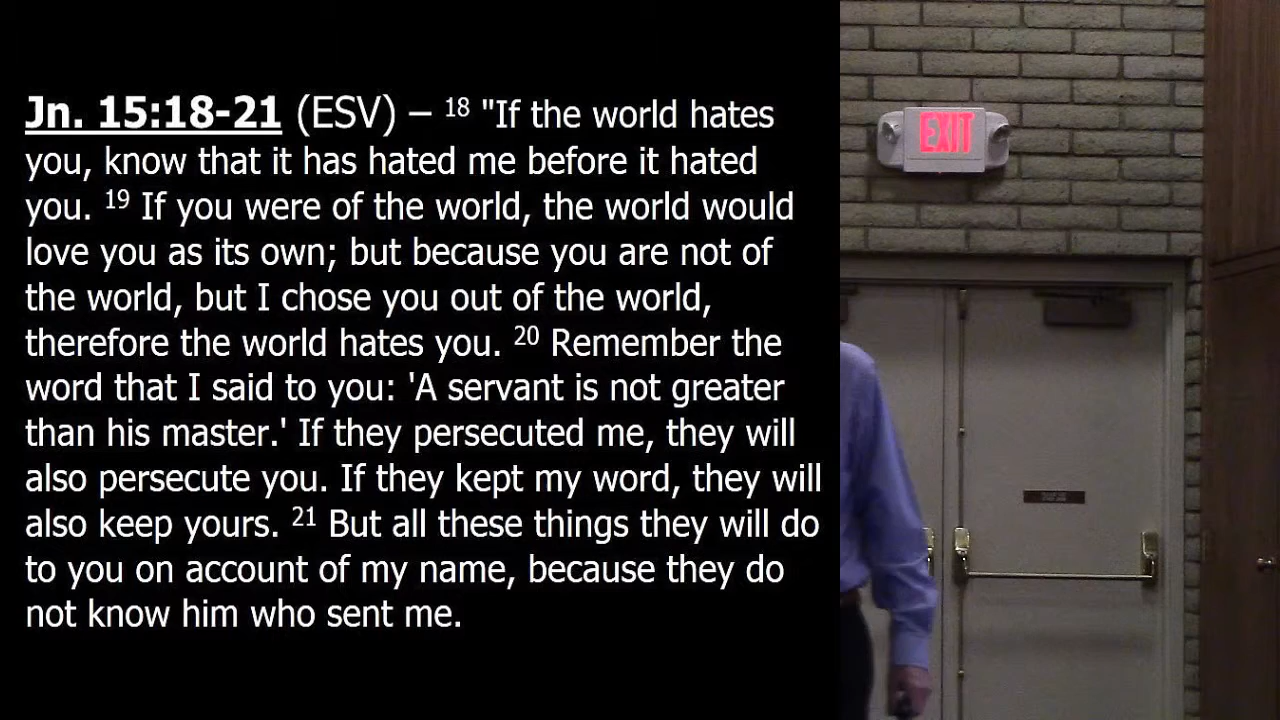 Jn. 15:18-21 (ESV) – 18 "If the world hates
you, know that it has hated me before it hated
you. 19 If you were of the world, the world would
love you as its own; but because you are not of
the world, but I chose you out of the world,
therefore the world hates you. 20 Remember the
word that I said to you: 'A servant is not greater
than his master.' If they persecuted me, they will
also persecute you. If they kept my word, they will
also keep yours. 21 But all these things they will do
to you on account of my name, because they do
not know him who sent me.
EXIT